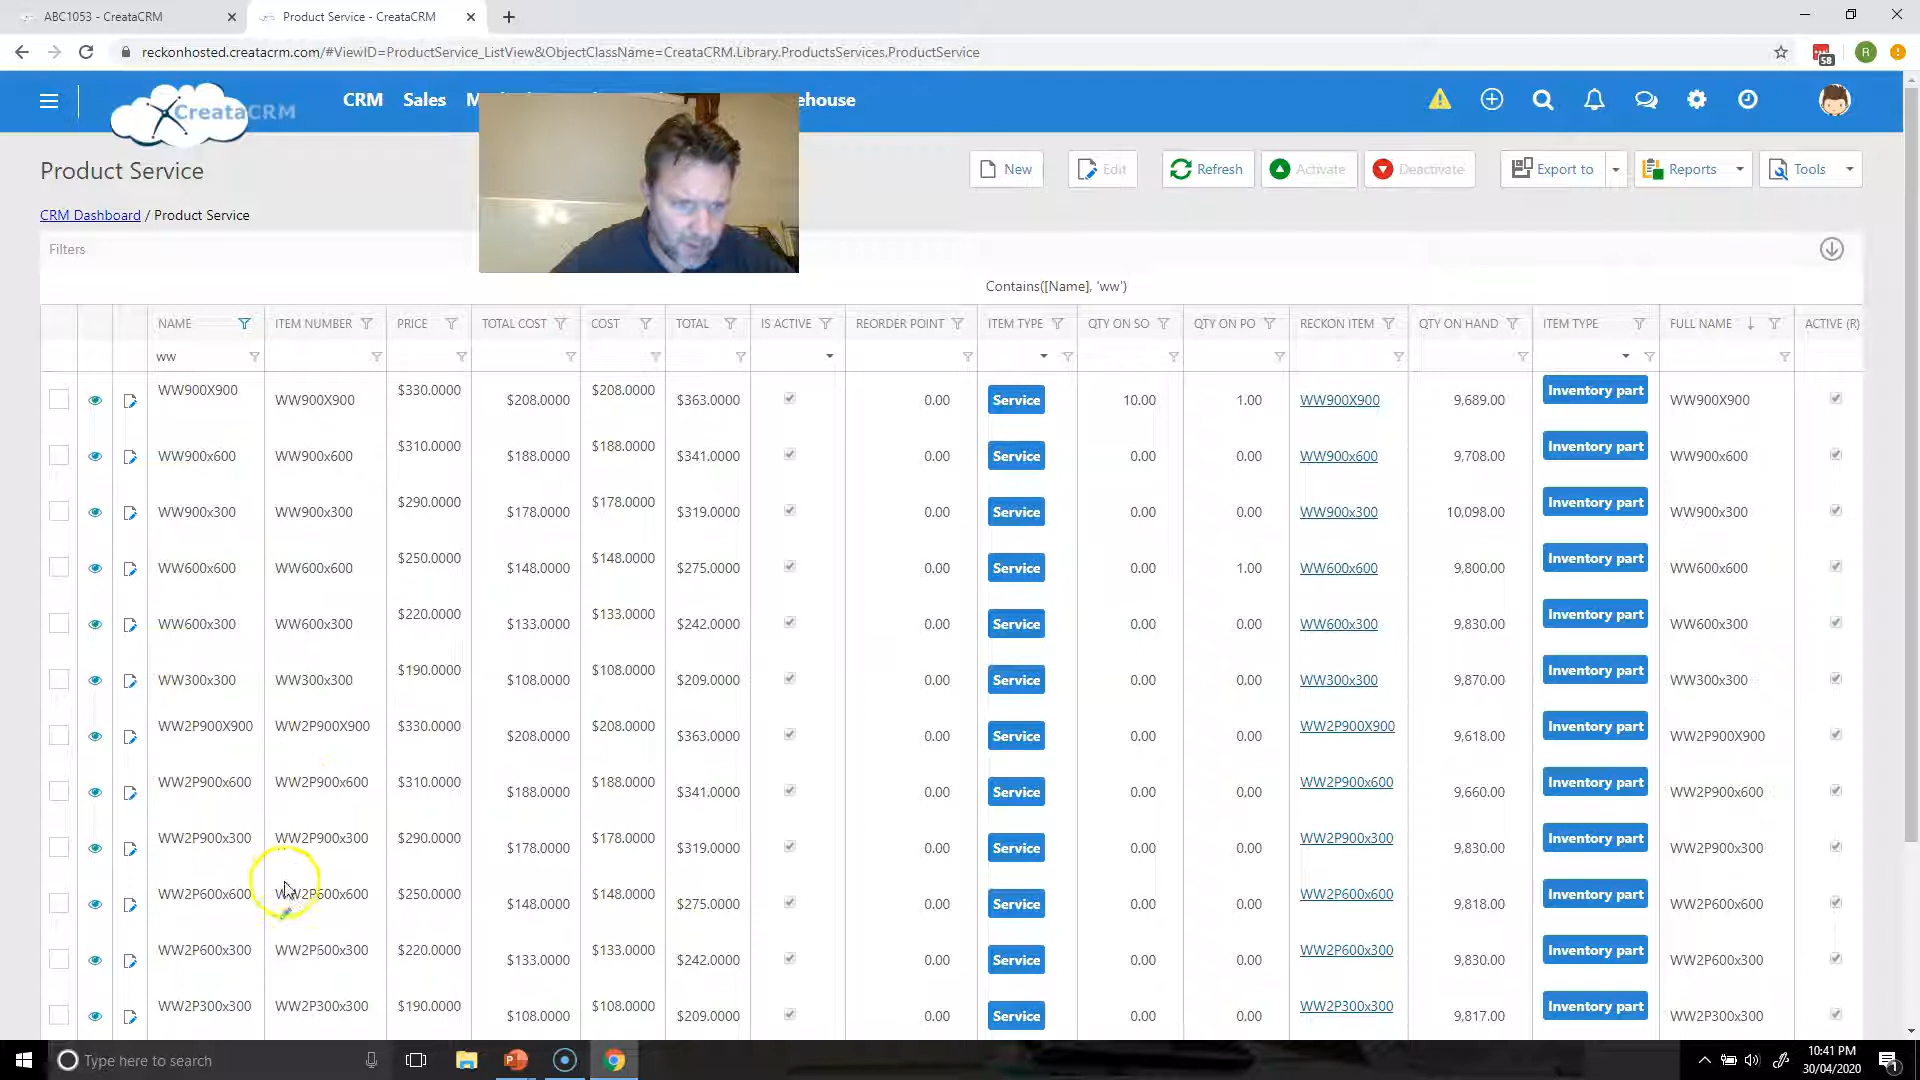 ABC1053 - CreataCRM
Product Service - CreataCRM
reckonhosted.creatacrm.com/#ViewID=ProductService_ListView&ObjectClassName=CreataCRM.Library.ProductsServices.ProductService
58
R
CreataCRM
CRM Sales M ehouse
Product Service
New Edit Refresh Activate Deactivate Export to Reports Tools
CRM Dashboard / Product Service
Filters
Contains([Name], 'ww')
NAME ITEM NUMBER PRICE TOTAL COST COST TOTAL IS ACTIVE REORDER POINT ITEM TYPE QTY ON SO QTY ON PO RECKON ITEM QTY ON HAND ITEM TYPE FULL NAME ACTIVE (R)
ww
WW900X900 WW900X900 $330.0000 $208.0000 $208.0000 $363.0000 0.00 Service 10.00 1.00 WW900X900 9,689.00 Inventory part WW900X900
WW900x600 WW900x600 $310.0000 $188.0000 $188.0000 $341.0000 0.00 Service 0.00 0.00 WW900x600 9,708.00 Inventory part WW900x600
WW900x300 WW900x300 $290.0000 $178.0000 $178.0000 $319.0000 0.00 Service 0.00 0.00 WW900x300 10,098.00 Inventory part WW900x300
WW600x600 WW600x600 $250.0000 $148.0000 $148.0000 $275.0000 0.00 Service 0.00 1.00 WW600x600 9,800.00 Inventory part WW600x600
WW600x300 WW600x300 $220.0000 $133.0000 $133.0000 $242.0000 0.00 Service 0.00 0.00 WW600x300 9,830.00 Inventory part WW600x300
WW300x300 WW300x300 $190.0000 $108.0000 $108.0000 $209.0000 0.00 Service 0.00 0.00 WW300x300 9,870.00 Inventory part WW300x300
WW2P900X900 WW2P900X900 $330.0000 $208.0000 $208.0000 $363.0000 0.00 Service 0.00 0.00 WW2P900X900 9,618.00 Inventory part WW2P900X900
WW2P900x600 WW2P900x600 $310.0000 $188.0000 $188.0000 $341.0000 0.00 Service 0.00 0.00 WW2P900x600 9,660.00 Inventory part WW2P900x600
WW2P900x300 WW2P900x300 $290.0000 $178.0000 $178.0000 $319.0000 0.00 Service 0.00 0.00 WW2P900x300 9,830.00 Inventory part WW2P900x300
WW2P600x600 WW2P600x600 $250.0000 $148.0000 $148.0000 $275.0000 0.00 Service 0.00 0.00 WW2P600x600 9,818.00 Inventory part WW2P600x600
WW2P600x300 WW2P600x300 $220.0000 $133.0000 $133.0000 $242.0000 0.00 Service 0.00 0.00 WW2P600x300 9,830.00 Inventory part WW2P600x300
WW2P300x300 WW2P300x300 $190.0000 $108.0000 $108.0000 $209.0000 0.00 Service 0.00 0.00 WW2P300x300 9,817.00 Inventory part WW2P300x300
Type here to search
10:41 PM
30/04/2020
1